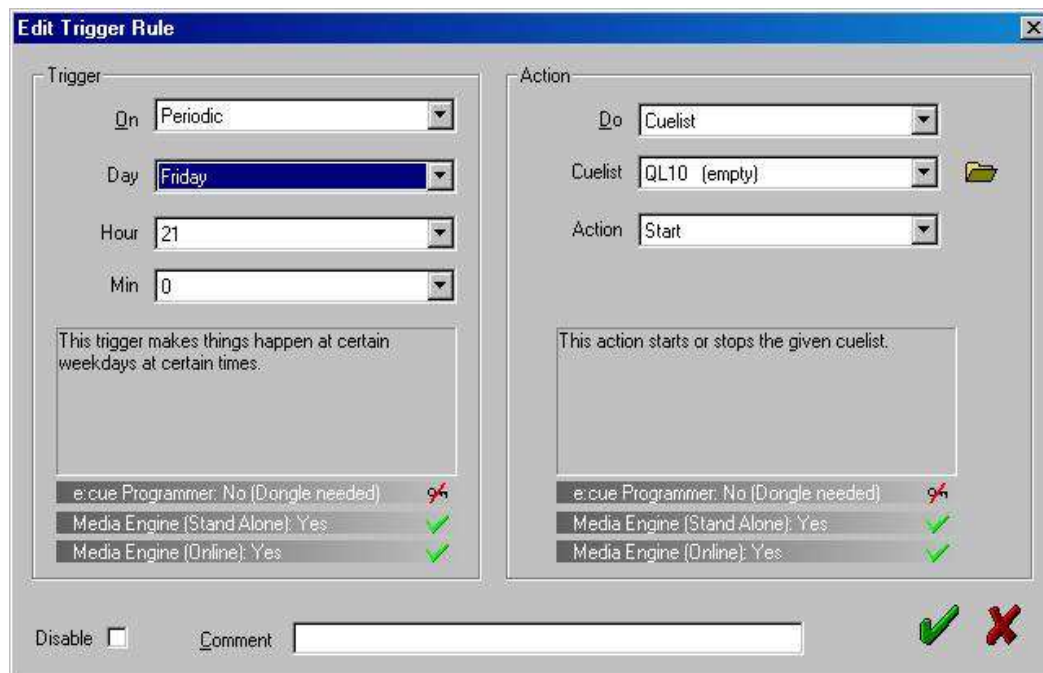 Edit Trigger Rule
Trigger
On Periodic
Day Friday
Hour 21
Min 0
This trigger makes things happen at certain
weekdays at certain times.
e:cue Programmer: No (Dongle needed)
Media Engine (Stand Alone): Yes
Media Engine (Online): Yes
Action
Do Cuelist
Cuelist QL10 (empty)
Action Start
This action starts or stops the given cuelist.
e:cue Programmer: No (Dongle needed)
Media Engine (Stand Alone): Yes
Media Engine (Online): Yes
Disable
Comment